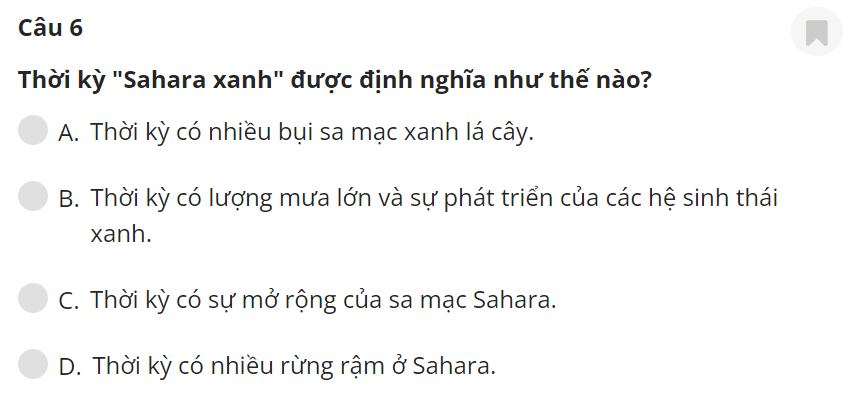 Câu 6
Thời kỳ "Sahara xanh" được định nghĩa như thế nào?
A. Thời kỳ có nhiều bụi sa mạc xanh lá cây.
B. Thời kỳ có lượng mưa lớn và sự phát triển của các hệ sinh thái
xanh.
C. Thời kỳ có sự mở rộng của sa mạc Sahara.
D. Thời kỳ có nhiều rừng rậm ở Sahara.